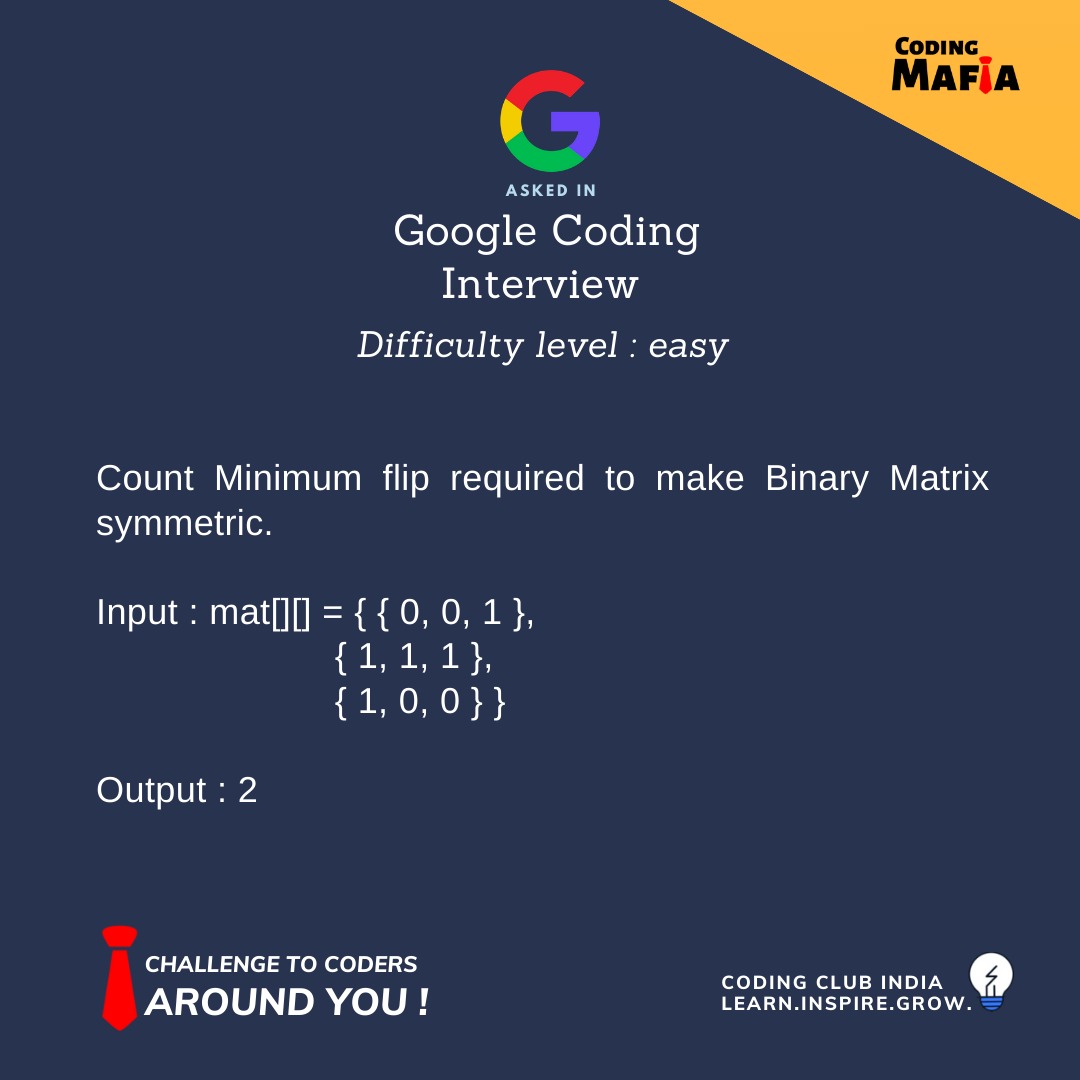 CODING
MAFIA
ASKED IN
Google Coding
Interview
Difficulty level : easy
Count Minimum flip required to make Binary Matrix
symmetric.
Input : mat[][] = { { 0, 0, 1 },
{ 1, 1, 1 },
{ 1, 0, 0 } }
Output : 2
CHALLENGE TO CODERS
AROUND YOU !
CODING CLUB INDIA
LEARN.INSPIRE.GROW.